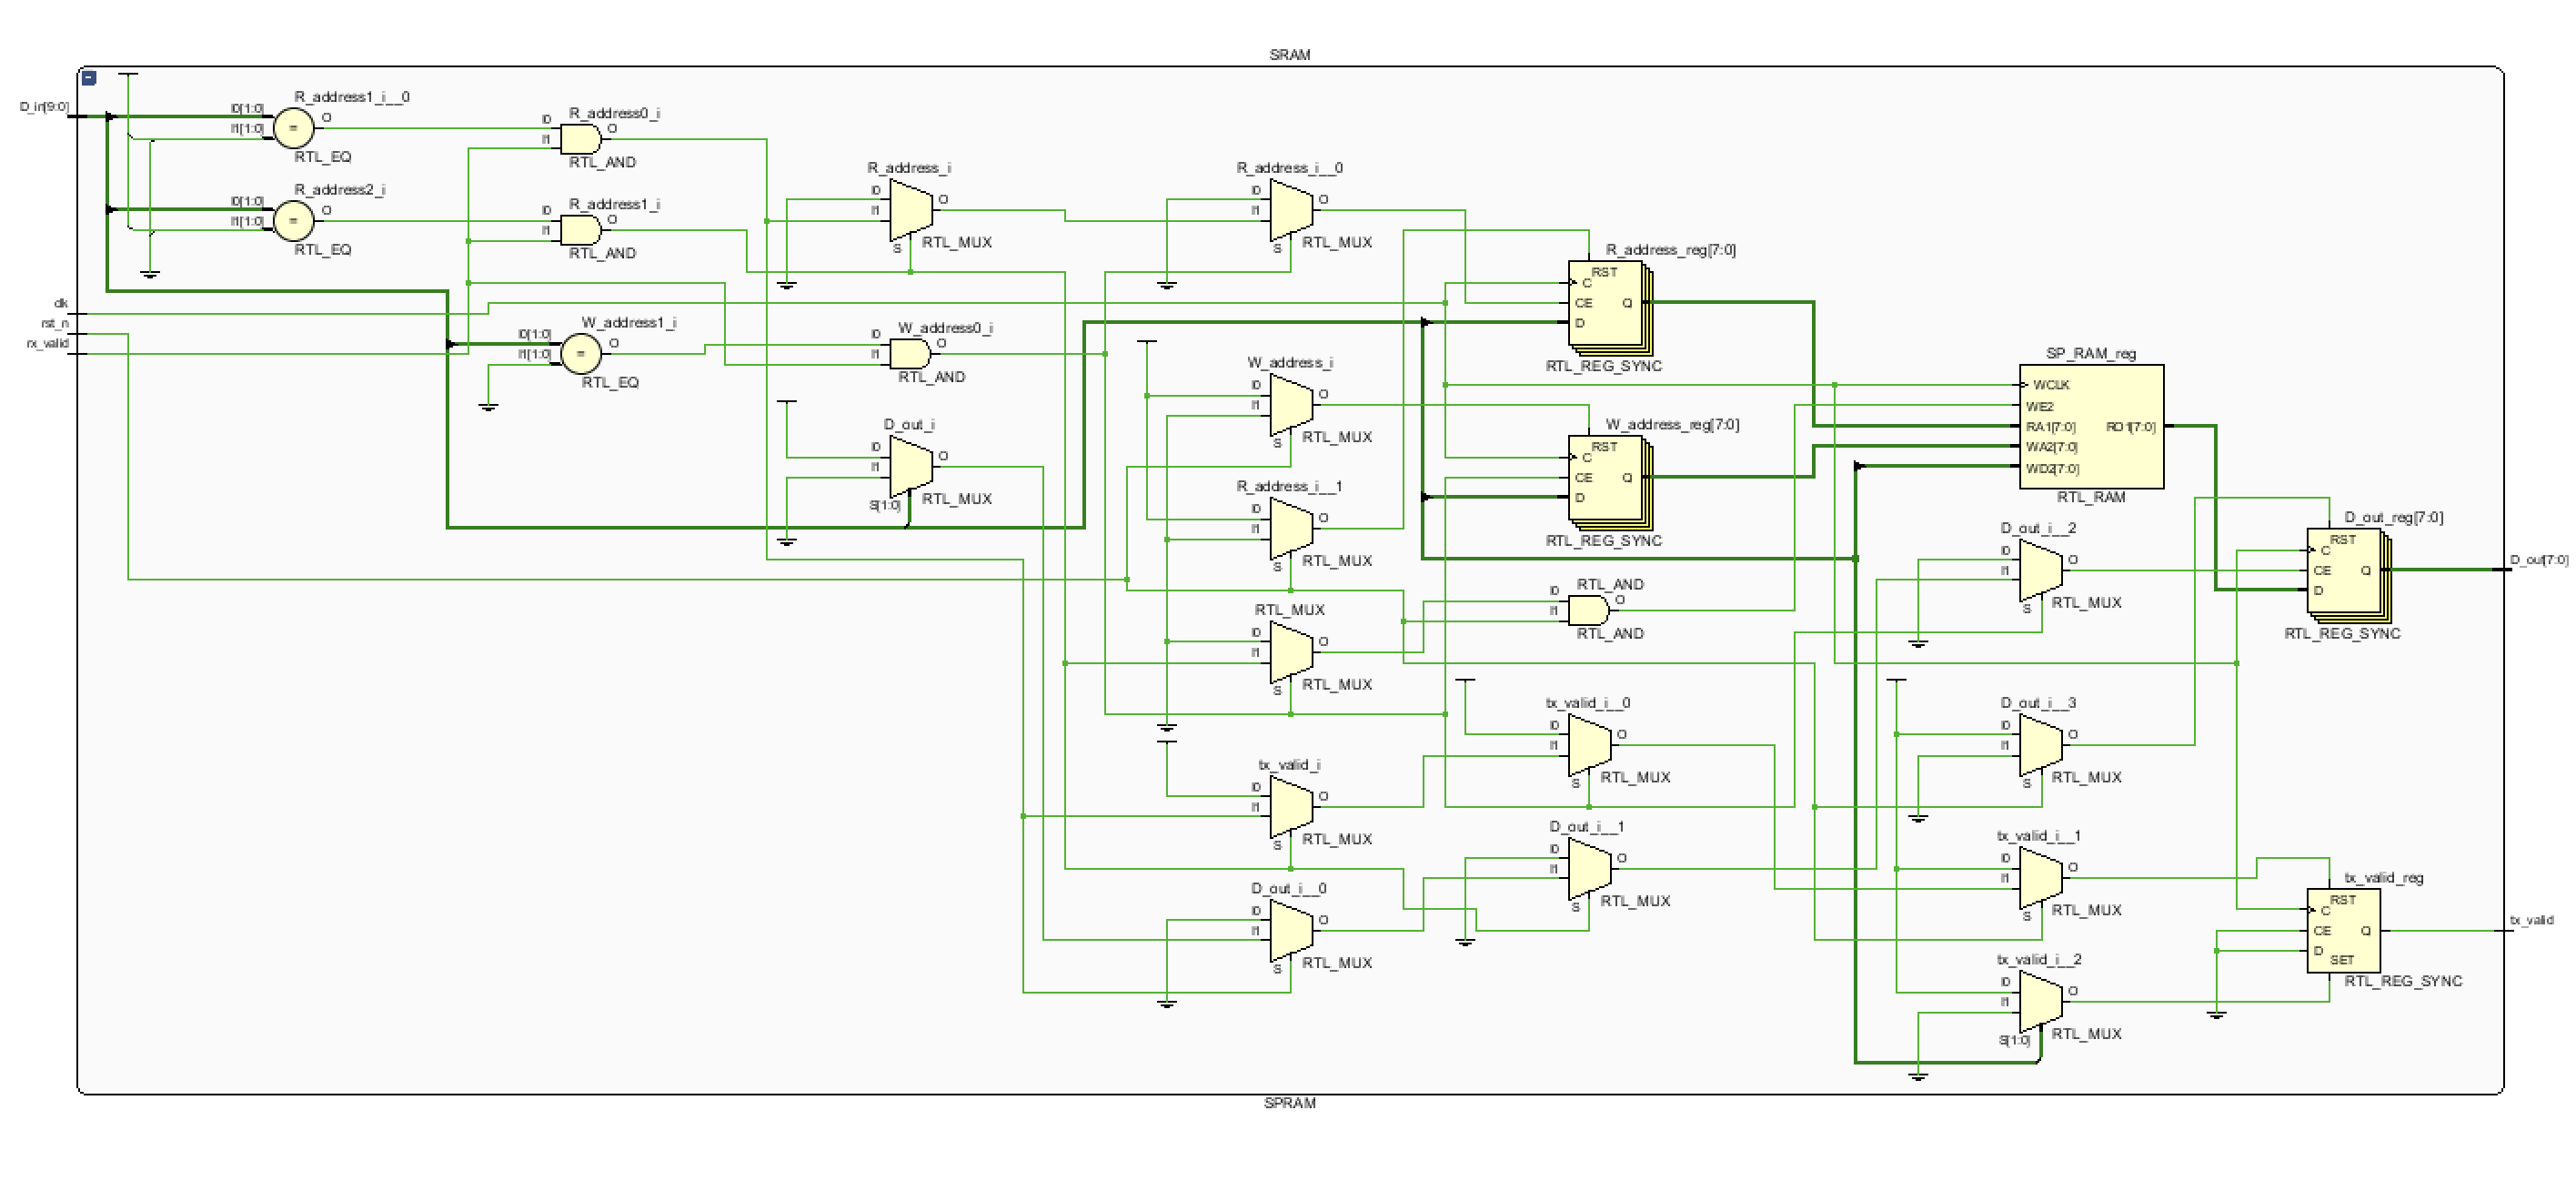 SRAM
D_in[9:0]
clk
rst_n
rx_valid
R_address1_i__0
I0[1:0]
I1[1:0]
=
O
RTL_EQ
R_address2_i
I0[1:0]
I1[1:0]
=
O
RTL_EQ
R_address0_i
I0
I1
O
RTL_AND
R_address1_i
I0
I1
O
RTL_AND
W_address1_i
I0[1:0]
I1[1:0]
=
O
RTL_EQ
R_address_i
I0
I1
S
O
RTL_MUX
W_address0_i
I0
I1
O
RTL_AND
D_out_i
I0
I1
S[1:0]
O
RTL_MUX
R_address_i__0
I0
I1
S
O
RTL_MUX
W_address_i
I0
I1
S
O
RTL_MUX
R_address_i__1
I0
I1
S
O
RTL_MUX
RTL_MUX
I0
I1
S
O
RTL_MUX
tx_valid_i
I0
I1
S
O
RTL_MUX
D_out_i__0
I0
I1
S
O
RTL_MUX
R_address_reg[7:0]
RST
C
CE
Q
D
RTL_REG_SYNC
W_address_reg[7:0]
RST
C
CE
Q
D
RTL_REG_SYNC
RTL_AND
I0
I1
O
RTL_AND
tx_valid_i__0
I0
I1
S
O
RTL_MUX
D_out_i__1
I0
I1
S
O
RTL_MUX
SP_RAM_reg
WCLK
WE2
RA1[7:0]
RD1[7:0]
WA2[7:0]
WD2[7:0]
RTL_RAM
D_out_i__2
I0
I1
S
O
RTL_MUX
D_out_i__3
I0
I1
S
O
RTL_MUX
tx_valid_i__1
I0
I1
S
O
RTL_MUX
tx_valid_i__2
I0
I1
S[1:0]
O
RTL_MUX
D_out_reg[7:0]
RST
C
CE
Q
D
RTL_REG_SYNC
tx_valid_reg
RST
C
CE
Q
D
SET
RTL_REG_SYNC
D_out[7:0]
tx_valid
SPRAM